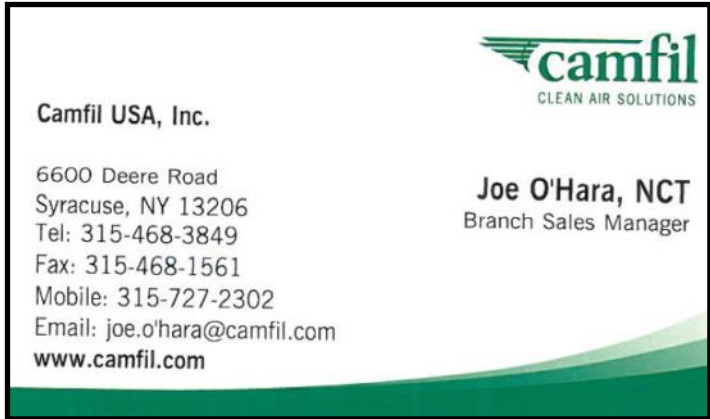 camfil
CLEAN AIR SOLUTIONS
Camfil USA, Inc.
6600 Deere Road
Syracuse, NY 13206
Tel: 315-468-3849
Fax: 315-468-1561
Mobile: 315-727-2302
Email: joe.o'hara@camfil.com
www.camfil.com
Joe O'Hara, NCT
Branch Sales Manager